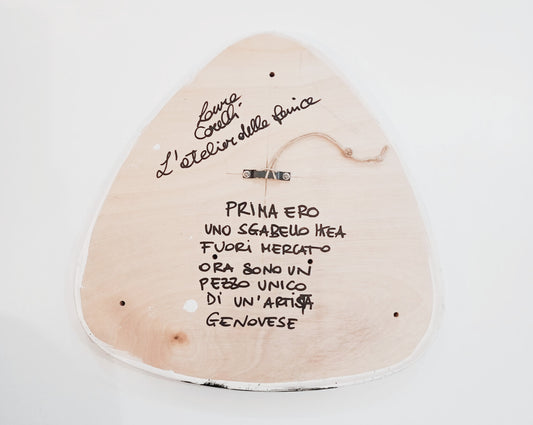 Laura
Corelli
L'atelier della fenice
PRIMA ERO
UNO SGABELLO IKEA
FUORI MERCATO
ORA SONO UN
PEZZO UNICO
DI UN'ARTISTA
GENOVESE